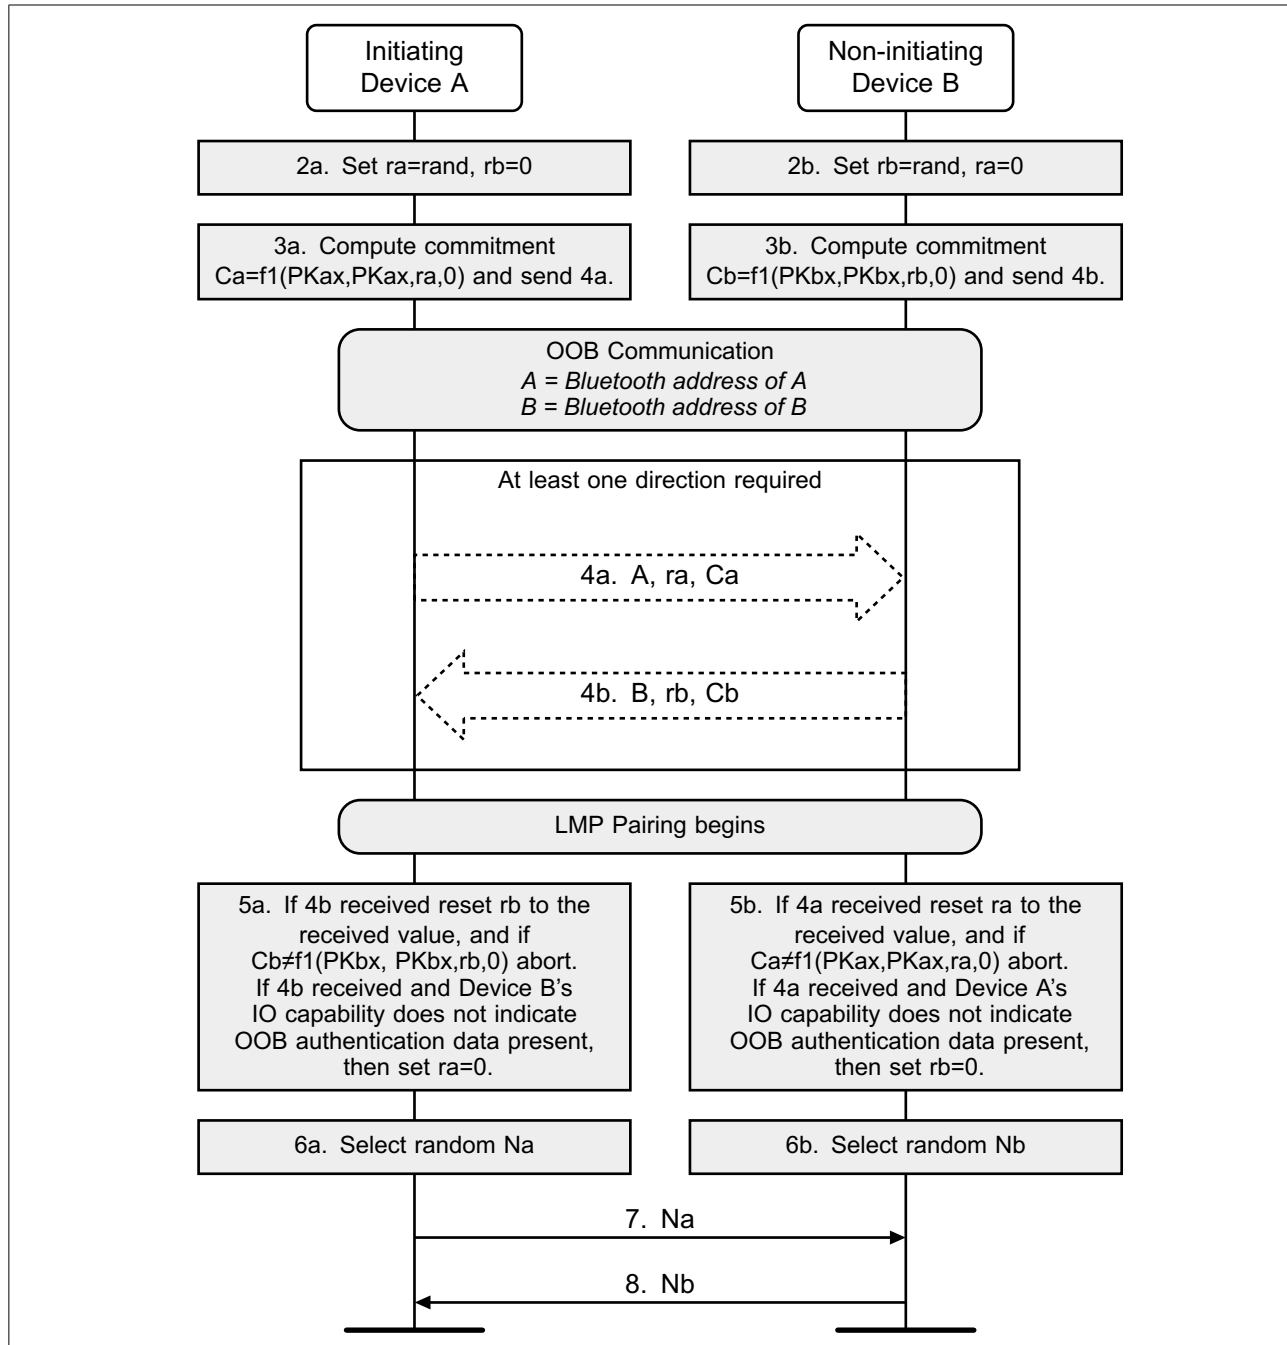 Initiating
Device A
Non-initiating
Device B
2a. Set ra=rand, rb=0
2b. Set rb=rand, ra=0
3a. Compute commitment
Ca=f1(PKax,PKax,ra,0) and send 4a.
3b. Compute commitment
Cb=f1(PKbx,PKbx,rb,0) and send 4b.
OOB Communication
A = Bluetooth address of A
B = Bluetooth address of B
At least one direction required
4a. A, ra, Ca
4b. B, rb, Cb
LMP Pairing begins
5a. If 4b received reset rb to the
received value, and if
Cb≠f1(PKbx, PKbx,rb,0) abort.
If 4b received and Device B’s
IO capability does not indicate
OOB authentication data present,
then set ra=0.
5b. If 4a received reset ra to the
received value, and if
Ca≠f1(PKax,PKax,ra,0) abort.
If 4a received and Device A’s
IO capability does not indicate
OOB authentication data present,
then set rb=0.
6a. Select random Na
6b. Select random Nb
7. Na
8. Nb